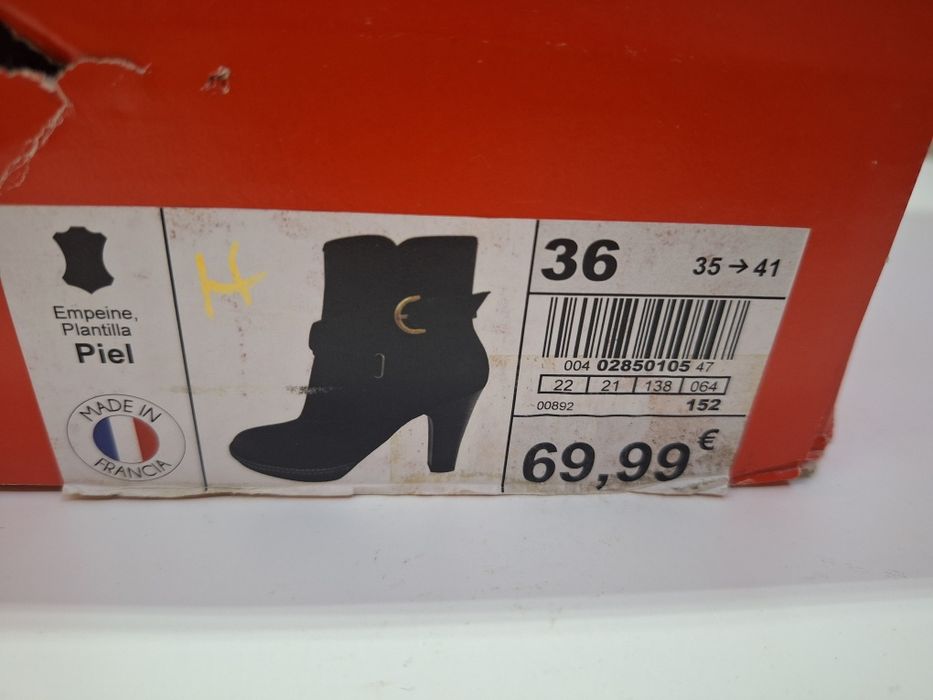 Empeine,
Plantilla
Piel
MADE IN
FRANCIA
H
36
35 → 41
004 02850105 47
22 21 138 064
00892 152
69,99 €